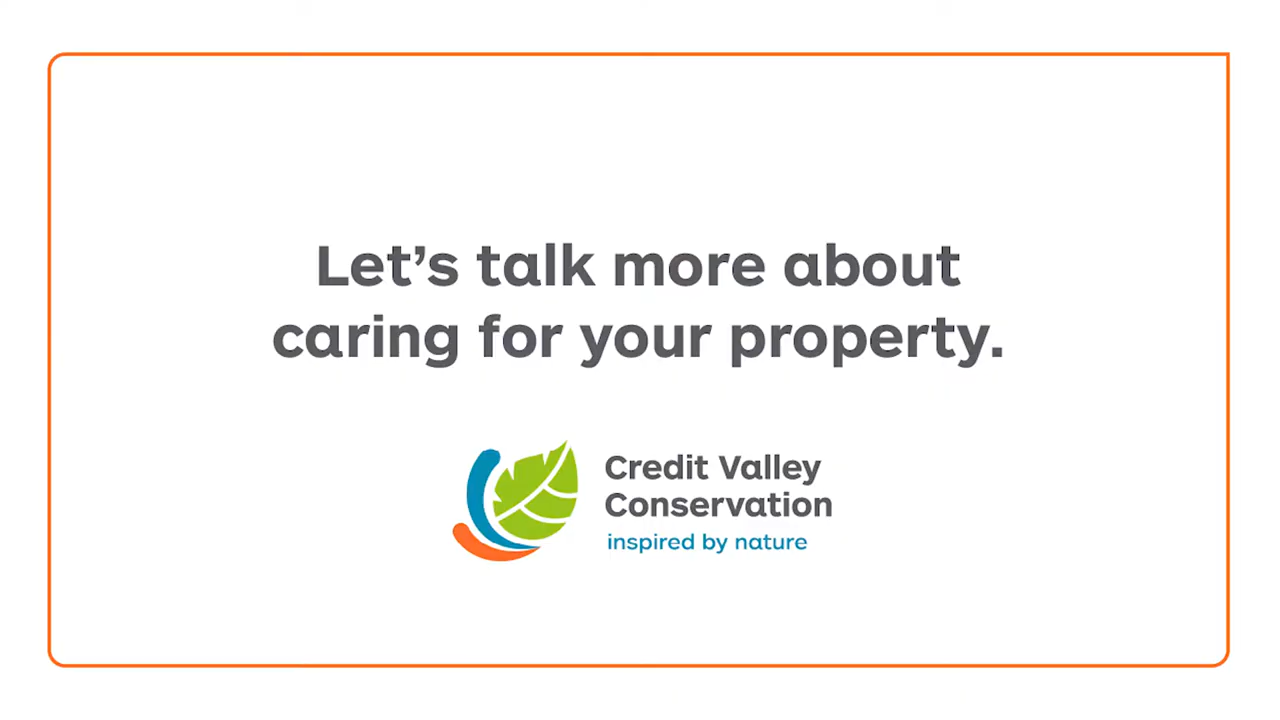 Let’s talk more about
caring for your property.
Credit Valley
Conservation
inspired by nature